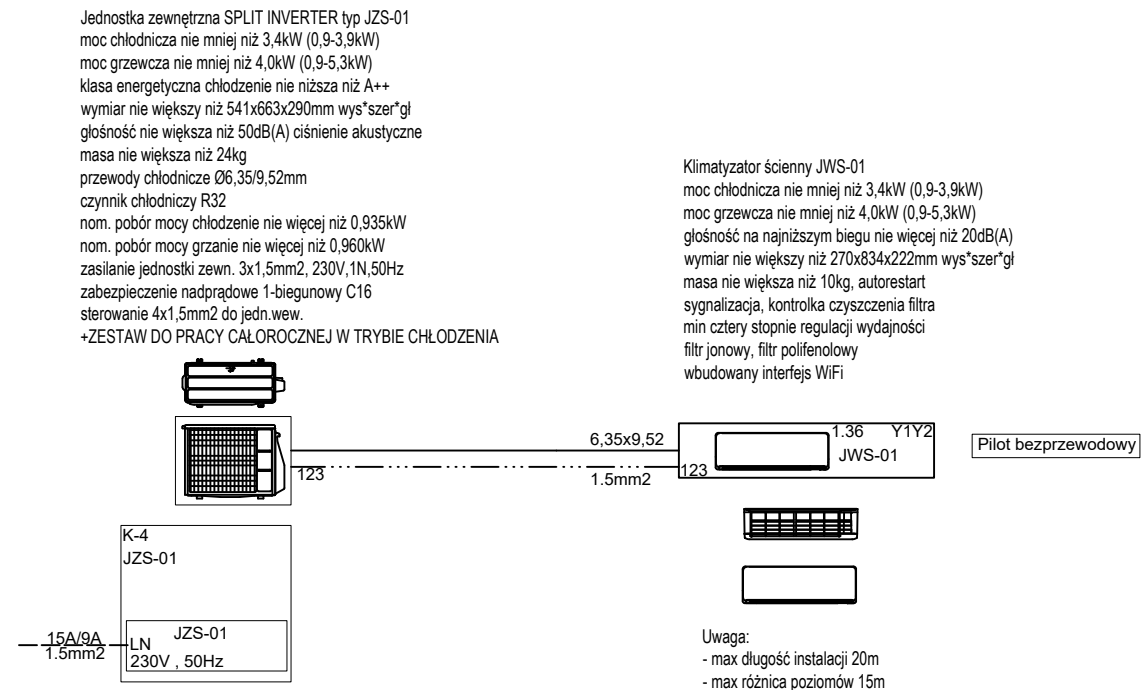 Jednostka zewnętrzna SPLIT INVERTER typ JZS-01
moc chłodnicza nie mniej niż 3,4kW (0,9-3,9kW)
moc grzewcza nie mniej niż 4,0kW (0,9-5,3kW)
klasa energetyczna chłodzenie nie niższa niż A++
wymiar nie większy niż 541x663x290mm wys*szer*gł
głośność nie większa niż 50dB(A) ciśnienie akustyczne
masa nie większa niż 24kg
przewody chłodnicze Ø6,35/9,52mm
czynnik chłodniczy R32
nom. pobór mocy chłodzenie nie więcej niż 0,935kW
nom. pobór mocy grzanie nie więcej niż 0,960kW
zasilanie jednostki zewn. 3x1,5mm2, 230V,1N,50Hz
zabezpieczenie nadprądowe 1-biegunowy C16
sterowanie 4x1,5mm2 do jedn.wew.
+ZESTAW DO PRACY CAŁOROCZNEJ W TRYBIE CHŁODZENIA
Klimatyzator ścienny JWS-01
moc chłodnicza nie mniej niż 3,4kW (0,9-3,9kW)
moc grzewcza nie mniej niż 4,0kW (0,9-5,3kW)
głośność na najniższym biegu nie więcej niż 20dB(A)
wymiar nie większy niż 270x834x222mm wys*szer*gł
masa nie większa niż 10kg, autorestart
sygnalizacja, kontrolka czyszczenia filtra
min cztery stopnie regulacji wydajności
filtr jonowy, filtr polifenolowy
wbudowany interfejs WiFi
6,35x9,52
1.36 Y1Y2
JWS-01
Pilot bezprzewodowy
123
1.5mm2
123
K-4
JZS-01
15A/9A
1.5mm2
JZS-01
LN
230V , 50Hz
Uwaga:
- max długość instalacji 20m
- max różnica poziomów 15m